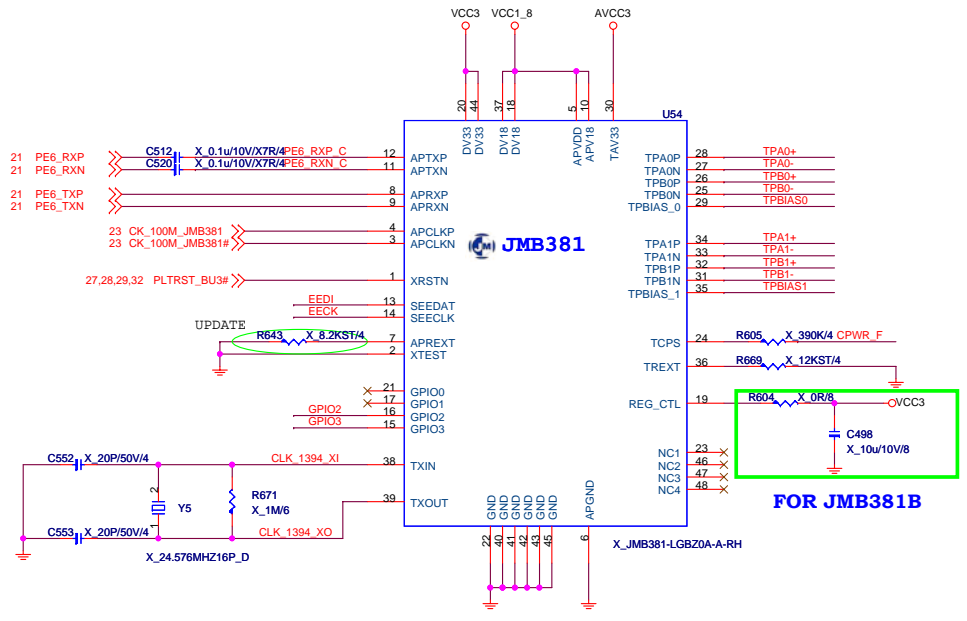 VCC3 VCC1_8 AVCC3
20 44 37 18 5 10 30 U54
DV33 DV33 DV18 DV18 APVDD APV18 TAV33
21 PE6_RXP C512 X_0.1u/10V/X7R/4 PE6_RXP_C 12 APTXP
21 PE6_RXN C520 X_0.1u/10V/X7R/4 PE6_RXN_C 11 APTXN
21 PE6_TXP 8 APRXP
21 PE6_TXN 9 APRXN
23 CK_100M_JMB381 4 APCLKP
23 CK_100M_JMB381# 3 APCLKN
27,28,29,32 PLTRST_BU3# 1 XRSTN
EEDI 13 SEEDAT
EECK 14 SEECLK
UPDATE
R643 X_8.2KST/4 7 APREXT
2 XTEST
21 GPIO0
17 GPIO1
GPIO2 16 GPIO2
GPIO3 15 GPIO3
C552 X_20P/50V/4 CLK_1394_XI 38 TXIN
2 Y5 1 R671 X_1M/6
39 TXOUT
C553 X_20P/50V/4 CLK_1394_XO
X_24.576MHZ16P_D
JM JMB381
TPA0P 28 TPA0+
TPA0N 27 TPA0-
TPB0P 26 TPB0+
TPB0N 25 TPB0-
TPBIAS_0 29 TPBIAS0
TPA1P 34 TPA1+
TPA1N 33 TPA1-
TPB1P 32 TPB1+
TPB1N 31 TPB1-
TPBIAS_1 35 TPBIAS1
TCPS 24 R605 X_390K/4 CPWR_F
TREXT 36 R669 X_12KST/4
REG_CTL 19 R604 X_0R/8 VCC3
C498
X_10u/10V/8
NC1 23
NC2 46
NC3 47
NC4 48
FOR JMB381B
GND GND GND GND GND GND APGND
22 40 41 42 43 45 6
X_JMB381-LGBZ0A-A-RH